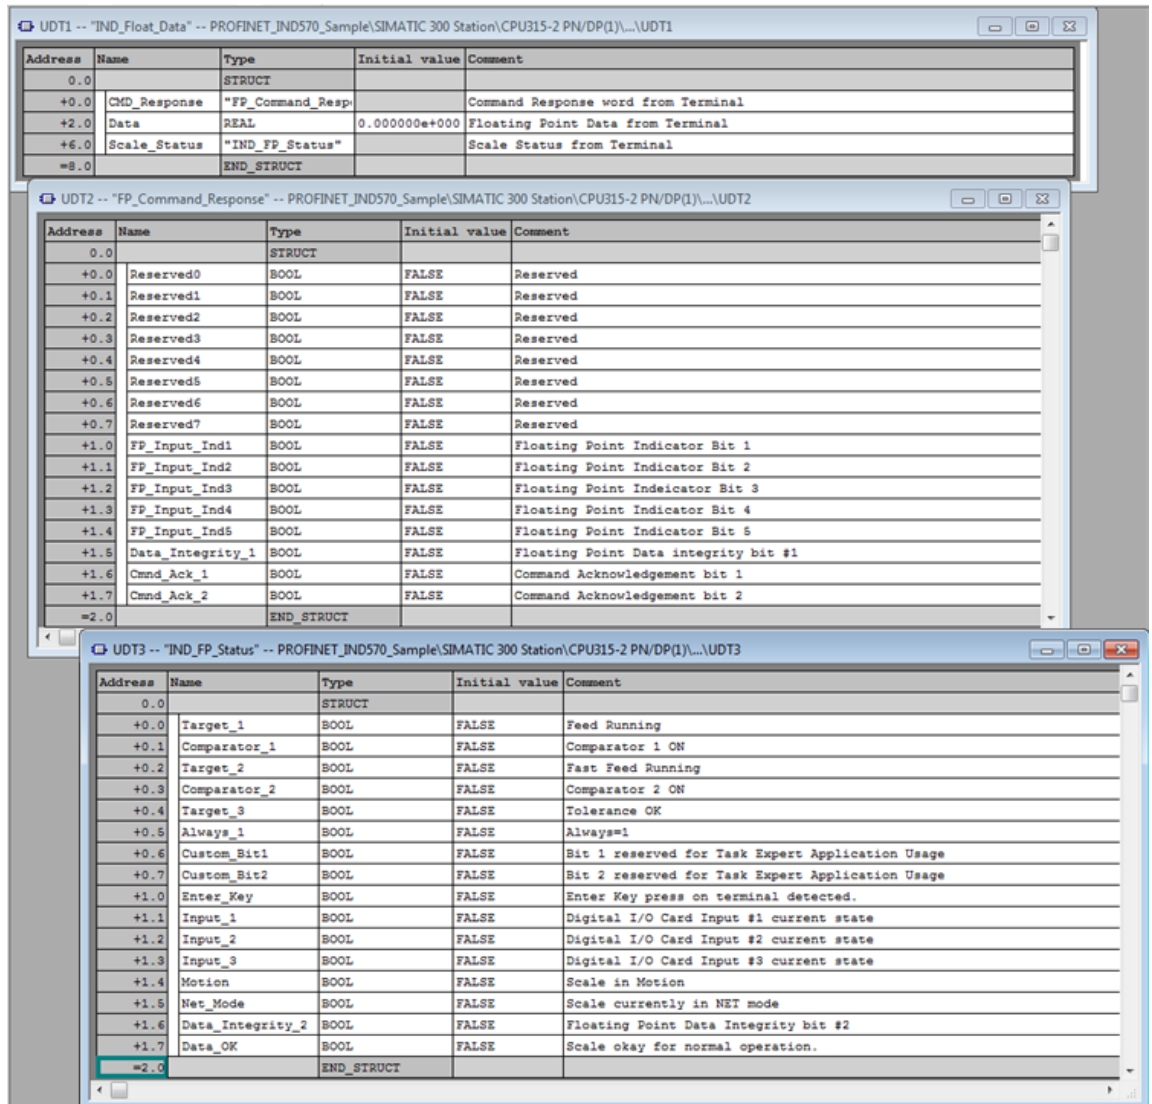 UDT1 -- "IND_Float_Data" -- PROFINET_IND570_Sample\SIMATIC 300 Station\CPU315-2 PN/DP(1)\...\UDT1
Address Name Type Initial value Comment
0.0 STRUCT
+0.0 CMD_Response "FP_Command_Resp Command Response word from Terminal
+2.0 Data REAL 0.000000e+000 Floating Point Data from Terminal
+6.0 Scale_Status "IND_FP_Status" Scale Status from Terminal
=8.0 END_STRUCT
UDT2 -- "FP_Command_Response" -- PROFINET_IND570_Sample\SIMATIC 300 Station\CPU315-2 PN/DP(1)\...\UDT2
Address Name Type Initial value Comment
0.0 STRUCT
+0.0 Reserved0 BOOL FALSE Reserved
+0.1 Reserved1 BOOL FALSE Reserved
+0.2 Reserved2 BOOL FALSE Reserved
+0.3 Reserved3 BOOL FALSE Reserved
+0.4 Reserved4 BOOL FALSE Reserved
+0.5 Reserved5 BOOL FALSE Reserved
+0.6 Reserved6 BOOL FALSE Reserved
+0.7 Reserved7 BOOL FALSE Reserved
+1.0 FP_Input_Ind1 BOOL FALSE Floating Point Indicator Bit 1
+1.1 FP_Input_Ind2 BOOL FALSE Floating Point Indicator Bit 2
+1.2 FP_Input_Ind3 BOOL FALSE Floating Point Indeicator Bit 3
+1.3 FP_Input_Ind4 BOOL FALSE Floating Point Indicator Bit 4
+1.4 FP_Input_Ind5 BOOL FALSE Floating Point Indicator Bit 5
+1.5 Data_Integrity_1 BOOL FALSE Floating Point Data integrity bit #1
+1.6 Cmnd_Ack_1 BOOL FALSE Command Acknowledgement bit 1
+1.7 Cmnd_Ack_2 BOOL FALSE Command Acknowledgement bit 2
=2.0 END_STRUCT
UDT3 -- "IND_FP_Status" -- PROFINET_IND570_Sample\SIMATIC 300 Station\CPU315-2 PN/DP(1)\...\UDT3
Address Name Type Initial value Comment
0.0 STRUCT
+0.0 Target_1 BOOL FALSE Feed Running
+0.1 Comparator_1 BOOL FALSE Comparator 1 ON
+0.2 Target_2 BOOL FALSE Fast Feed Running
+0.3 Comparator_2 BOOL FALSE Comparator 2 ON
+0.4 Target_3 BOOL FALSE Tolerance OK
+0.5 Always_1 BOOL FALSE Always=1
+0.6 Custom_Bit1 BOOL FALSE Bit 1 reserved for Task Expert Application Usage
+0.7 Custom_Bit2 BOOL FALSE Bit 2 reserved for Task Expert Application Usage
+1.0 Enter_Key BOOL FALSE Enter Key press on terminal detected.
+1.1 Input_1 BOOL FALSE Digital I/O Card Input #1 current state
+1.2 Input_2 BOOL FALSE Digital I/O Card Input #2 current state
+1.3 Input_3 BOOL FALSE Digital I/O Card Input #3 current state
+1.4 Motion BOOL FALSE Scale in Motion
+1.5 Net_Mode BOOL FALSE Scale currently in NET mode
+1.6 Data_Integrity_2 BOOL FALSE Floating Point Data Integrity bit #2
+1.7 Data_OK BOOL FALSE Scale okay for normal operation.
=2.0 END_STRUCT